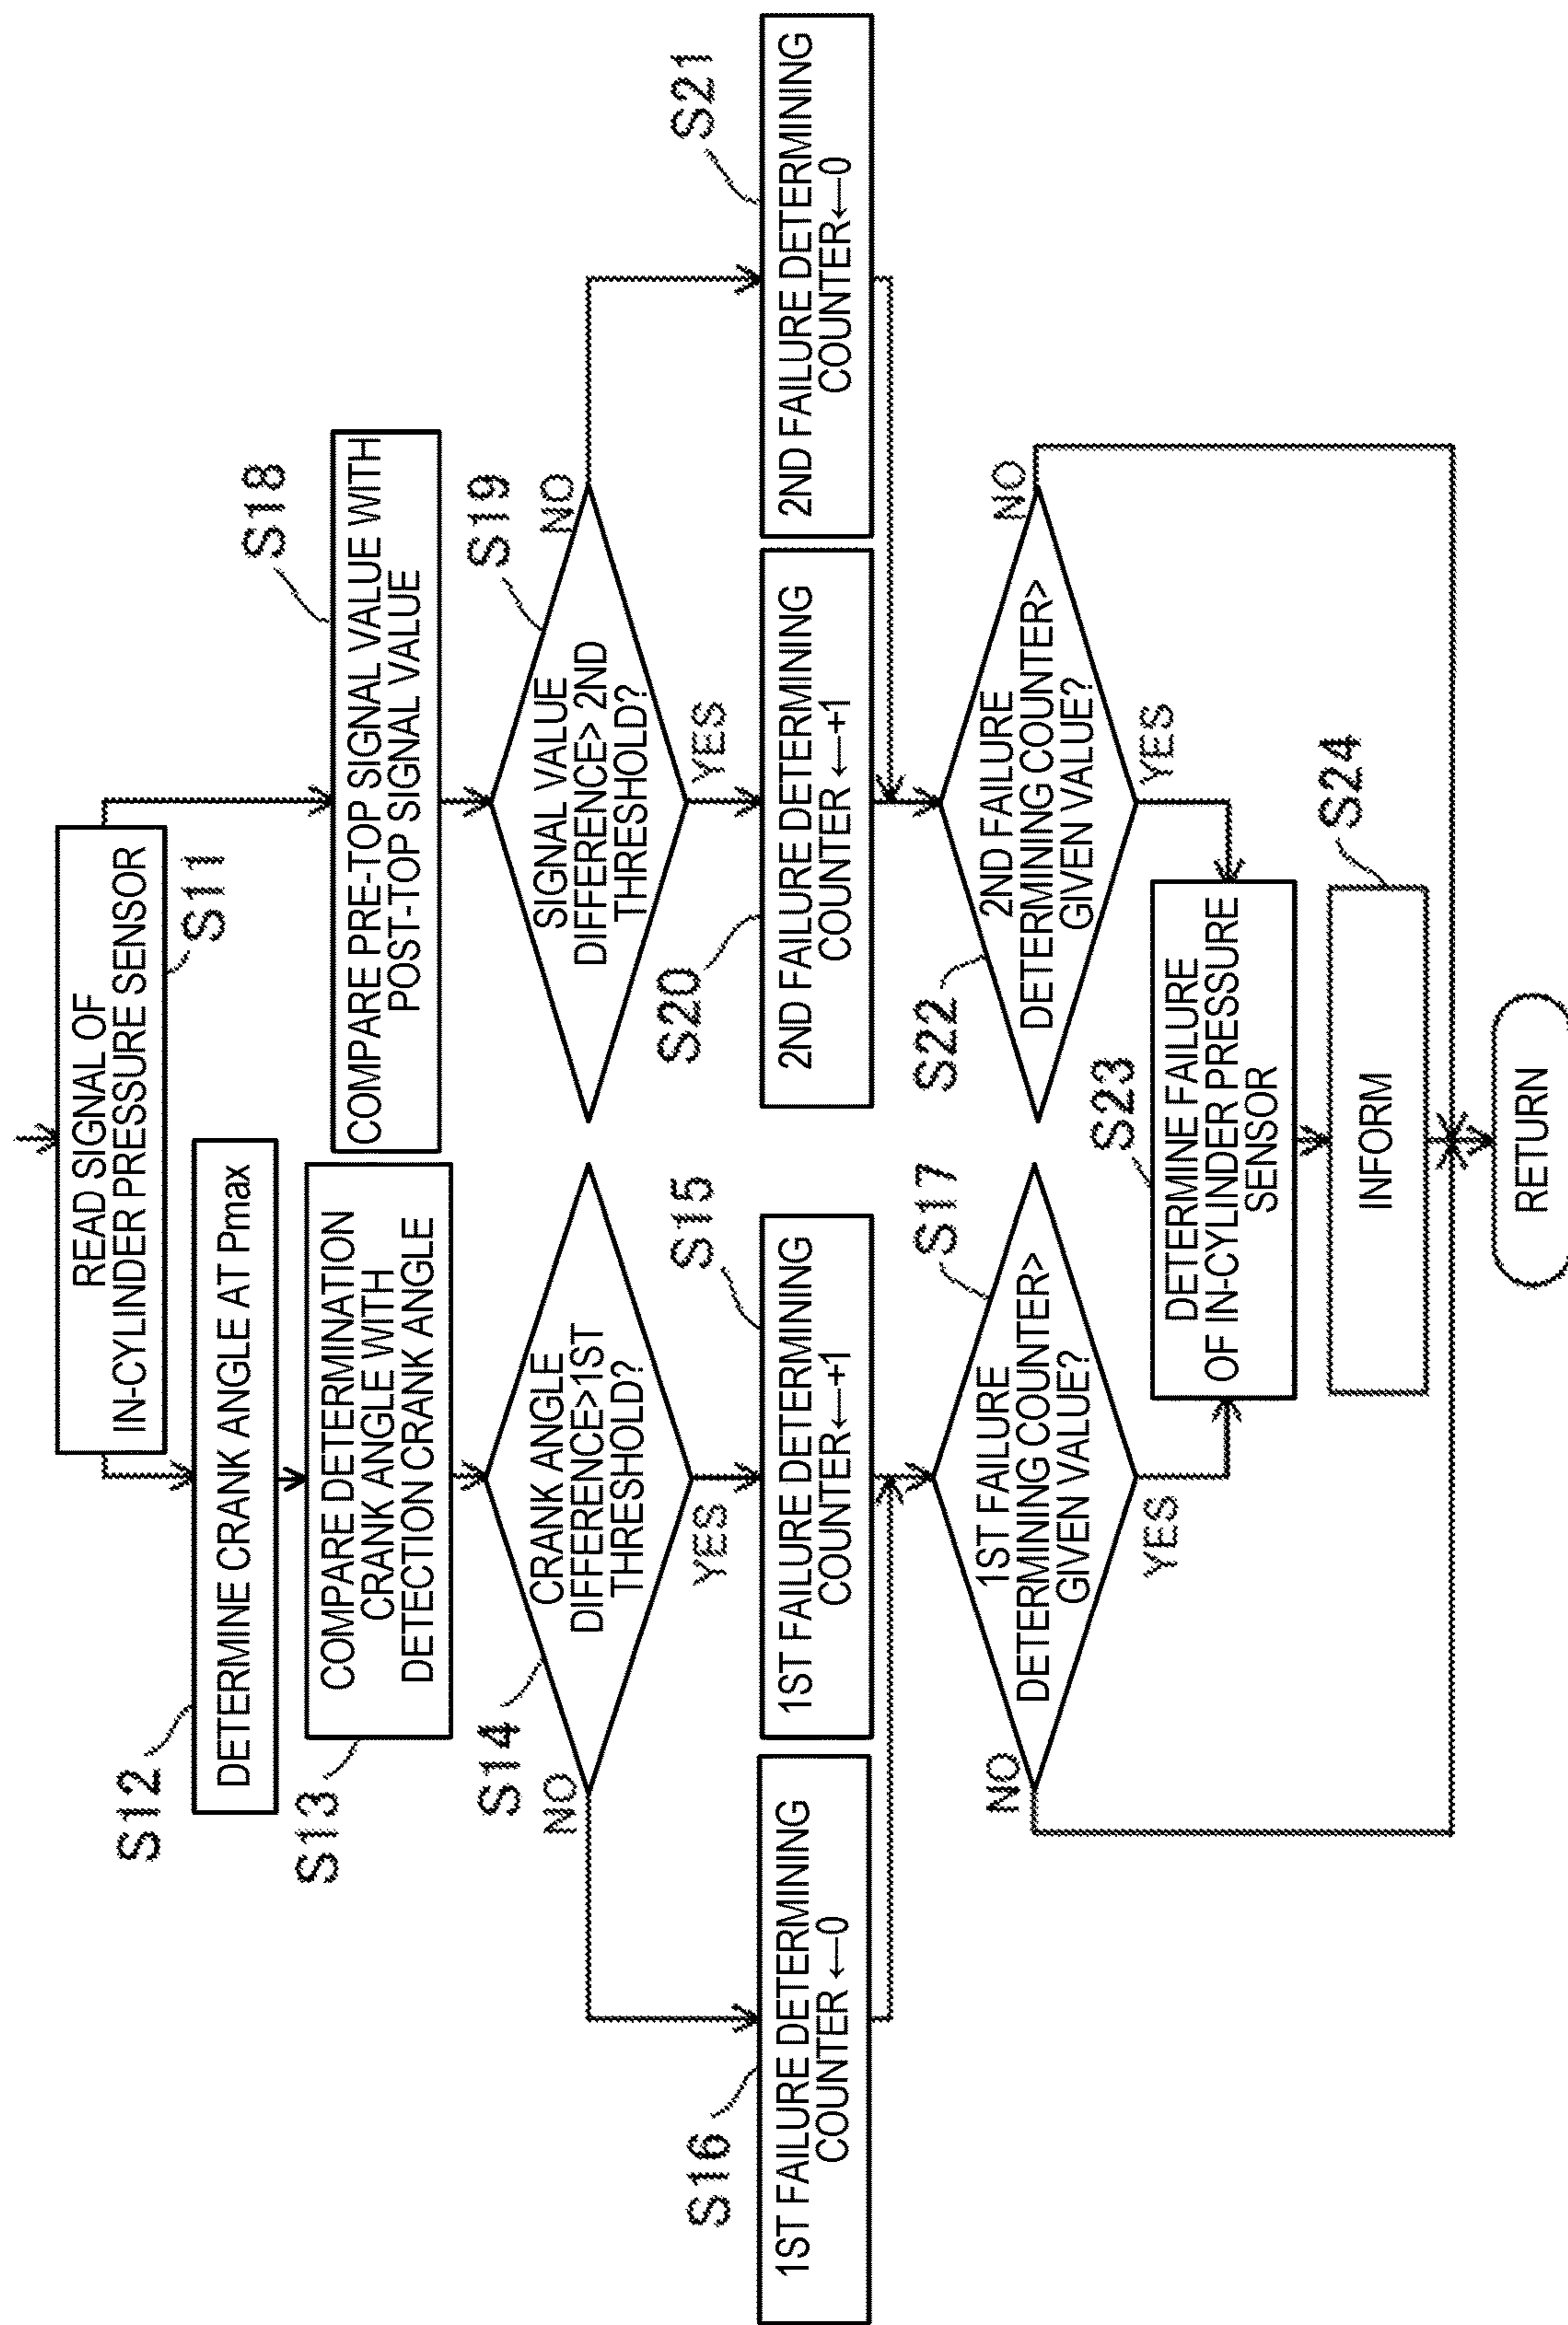 READ SIGNAL OF
IN-CYLINDER PRESSURE SENSOR
S11
S12
DETERMINE CRANK ANGLE AT Pmax
S13
COMPARE DETERMINATION
CRANK ANGLE WITH
DETECTION CRANK ANGLE
S18
COMPARE PRE-TOP SIGNAL VALUE WITH
POST-TOP SIGNAL VALUE
S14
CRANK ANGLE
DIFFERENCE>1ST
THRESHOLD?
NO
YES
S19
SIGNAL VALUE
DIFFERENCE> 2ND
THRESHOLD?
NO
YES
S16
1ST FAILURE DETERMINING
COUNTER ←0
S15
1ST FAILURE DETERMINING
COUNTER←+1
S20
2ND FAILURE DETERMINING
COUNTER ←+1
S21
2ND FAILURE DETERMINING
COUNTER←0
S17
1ST FAILURE
DETERMINING COUNTER>
GIVEN VALUE?
NO
YES
S22
2ND FAILURE
DETERMINING COUNTER>
GIVEN VALUE?
NO
YES
S23
DETERMINE FAILURE
OF IN-CYLINDER PRESSURE
SENSOR
S24
INFORM
RETURN